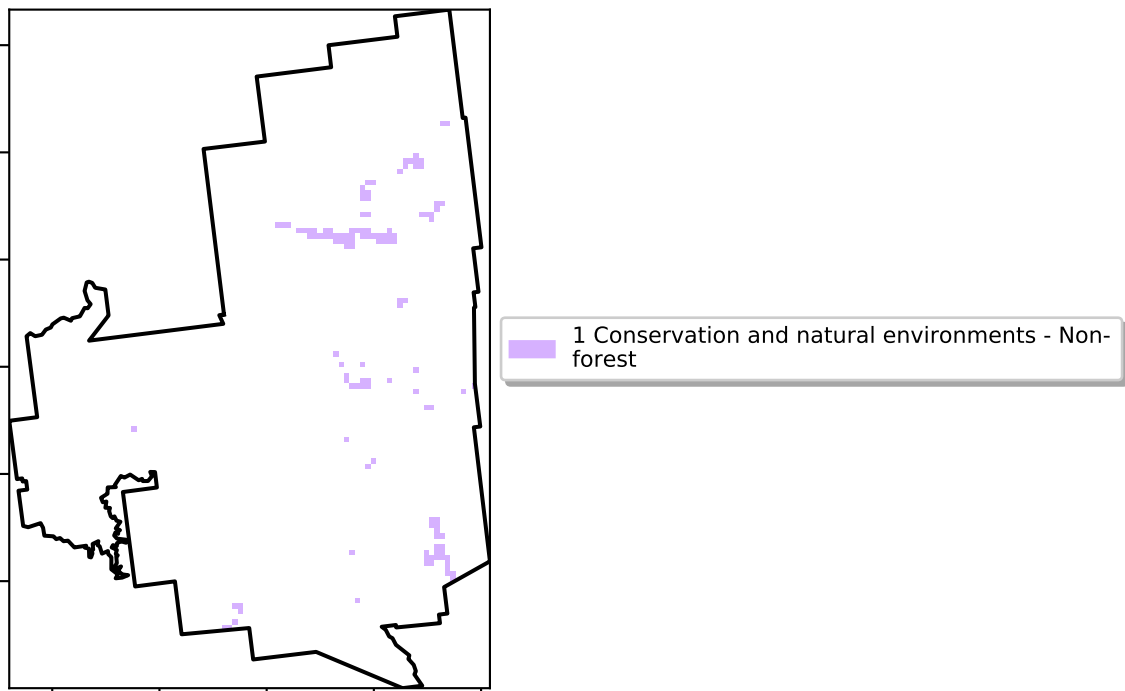 1 Conservation and natural environments - Non-
forest